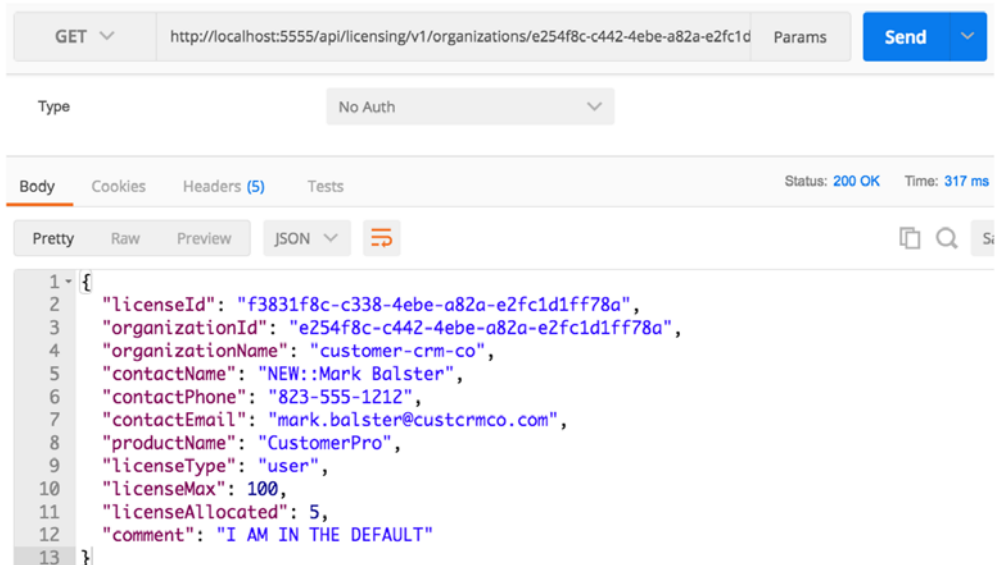 GET http://localhost:5555/api/licensing/v1/organizations/e254f8c-c442-4ebe-a82a-e2fc1d Params Send
Type No Auth
Body Cookies Headers (5) Tests Status: 200 OK Time: 317 ms
Pretty Raw Preview JSON
1 {
2 "licenseId": "f3831f8c-c338-4ebe-a82a-e2fc1d1ff78a",
3 "organizationId": "e254f8c-c442-4ebe-a82a-e2fc1d1ff78a",
4 "organizationName": "customer-crm-co",
5 "contactName": "NEW::Mark Balster",
6 "contactPhone": "823-555-1212",
7 "contactEmail": "mark.balster@custcrmco.com",
8 "productName": "CustomerPro",
9 "licenseType": "user",
10 "licenseMax": 100,
11 "licenseAllocated": 5,
12 "comment": "I AM IN THE DEFAULT"
13 }